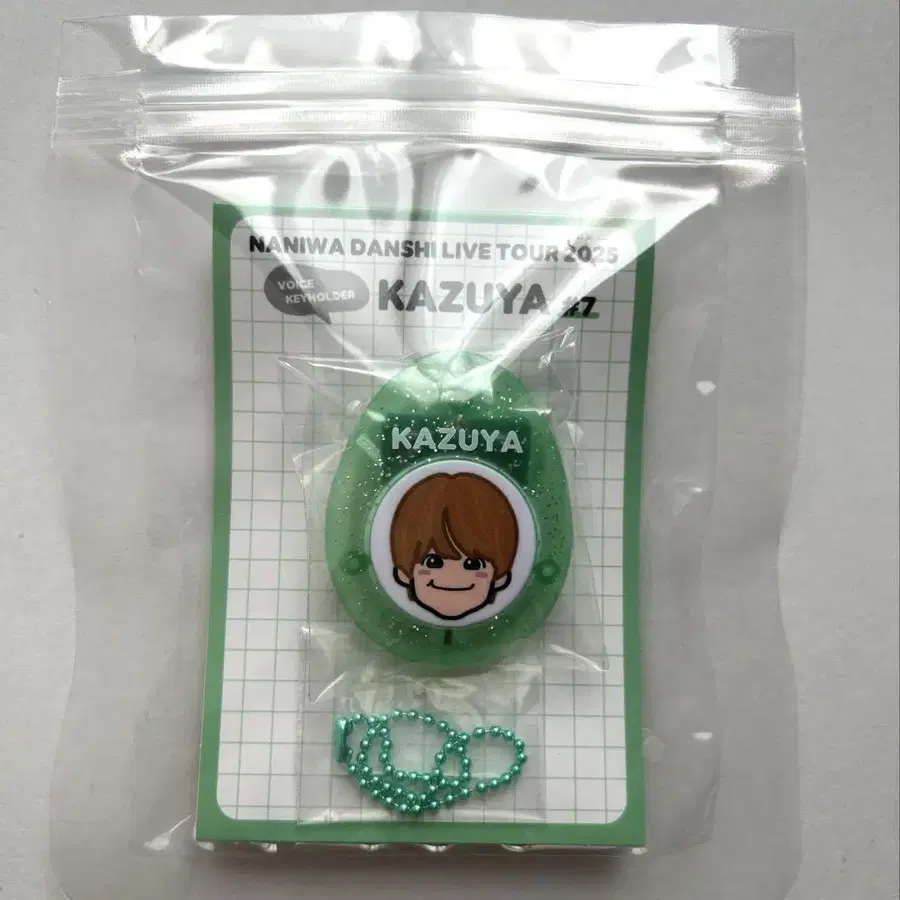 NANIWA DANSHI LIVE TOUR 2025
VOICE
KEYHOLDER
KAZUYA #7
KAZUYA